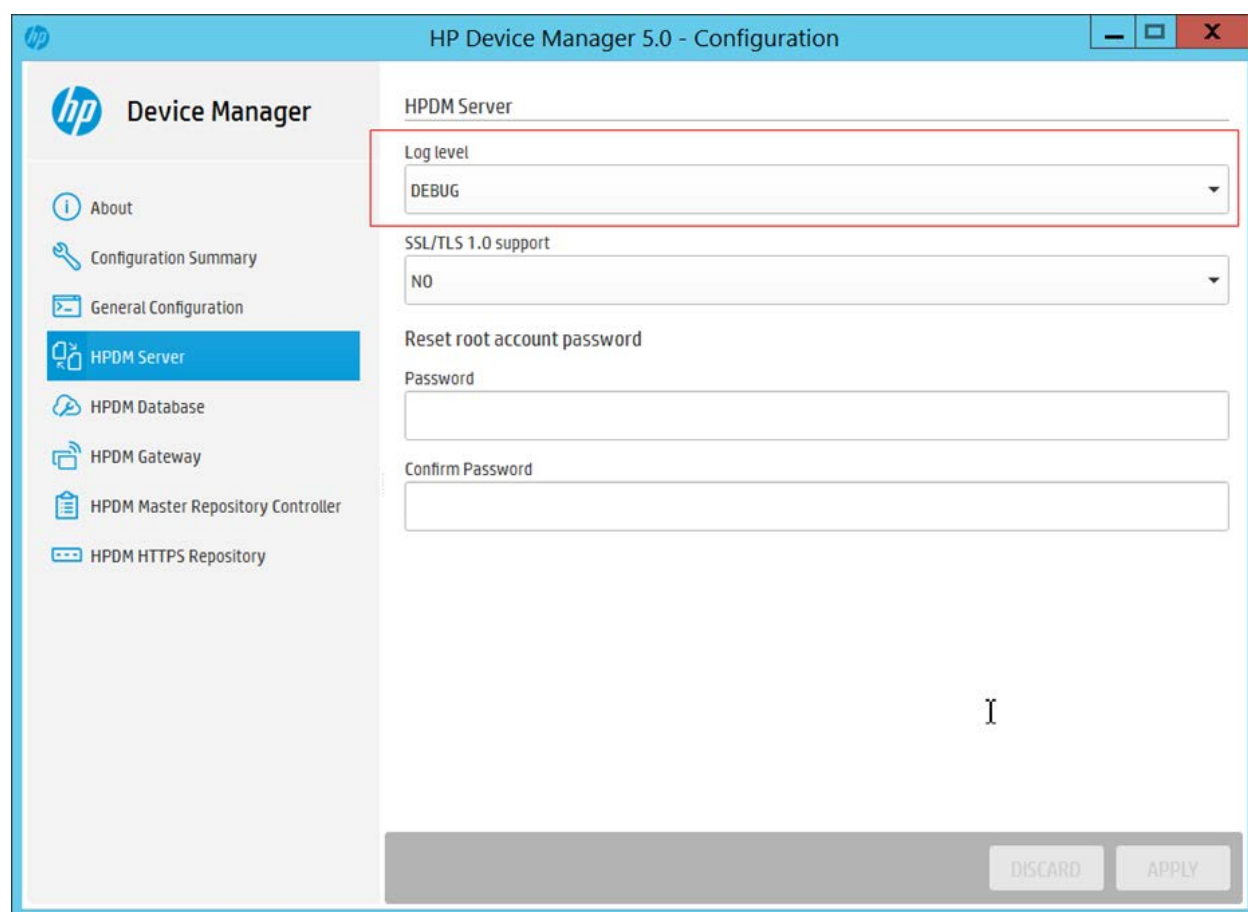 hp
HP Device Manager 5.0 - Configuration
X
hp
Device Manager
About
Configuration Summary
General Configuration
HPDM Server
HPDM Database
HPDM Gateway
HPDM Master Repository Controller
HPDM HTTPS Repository
HPDM Server
Log level
DEBUG
SSL/TLS 1.0 support
NO
Reset root account password
Password
Confirm Password
DISCARD
APPLY